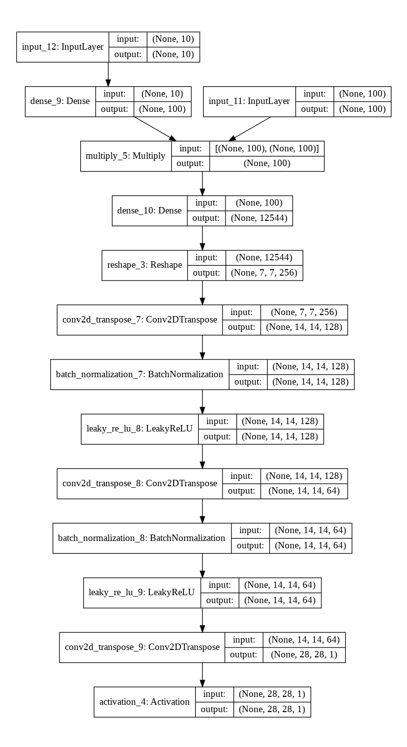 input_12: InputLayer
input: (None, 10)
output: (None, 10)
dense_9: Dense
input: (None, 10)
output: (None, 100)
input_11: InputLayer
input: (None, 100)
output: (None, 100)
multiply_5: Multiply
input: [(None, 100), (None, 100)]
output: (None, 100)
dense_10: Dense
input: (None, 100)
output: (None, 12544)
reshape_3: Reshape
input: (None, 12544)
output: (None, 7, 7, 256)
conv2d_transpose_7: Conv2DTranspose
input: (None, 7, 7, 256)
output: (None, 14, 14, 128)
batch_normalization_7: BatchNormalization
input: (None, 14, 14, 128)
output: (None, 14, 14, 128)
leaky_re_lu_8: LeakyReLU
input: (None, 14, 14, 128)
output: (None, 14, 14, 128)
conv2d_transpose_8: Conv2DTranspose
input: (None, 14, 14, 128)
output: (None, 14, 14, 64)
batch_normalization_8: BatchNormalization
input: (None, 14, 14, 64)
output: (None, 14, 14, 64)
leaky_re_lu_9: LeakyReLU
input: (None, 14, 14, 64)
output: (None, 14, 14, 64)
conv2d_transpose_9: Conv2DTranspose
input: (None, 14, 14, 64)
output: (None, 28, 28, 1)
activation_4: Activation
input: (None, 28, 28, 1)
output: (None, 28, 28, 1)